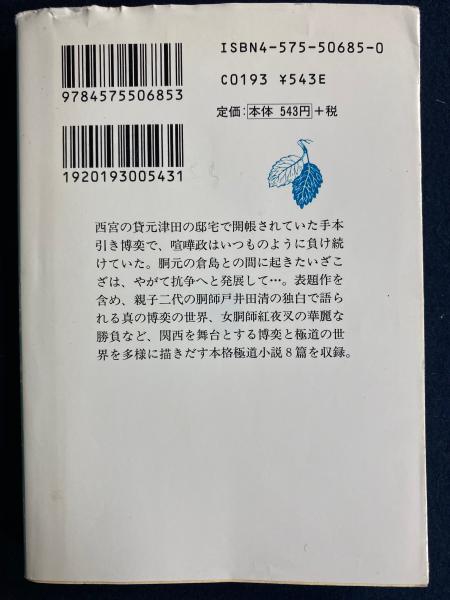 ISBN4-575-50685-0
C0193 ¥543E
9784575506853
定価：本体 543円＋税
1920193005431
西宮の貸元津田の邸宅で開帳されていた手本
引き博奕で、喧嘩政はいつものように負け続
けていた。胴元の倉島との間に起きたいざこ
ざは、やがて抗争へと発展して…。表題作を
含め、親子二代の胴師戸井田清の独白で語ら
れる真の博奕の世界、女胴師紅夜叉の華麗な
勝負など、関西を舞台とする博奕と極道の世
界を多様に描きだす本格極道小説８篇を収録。